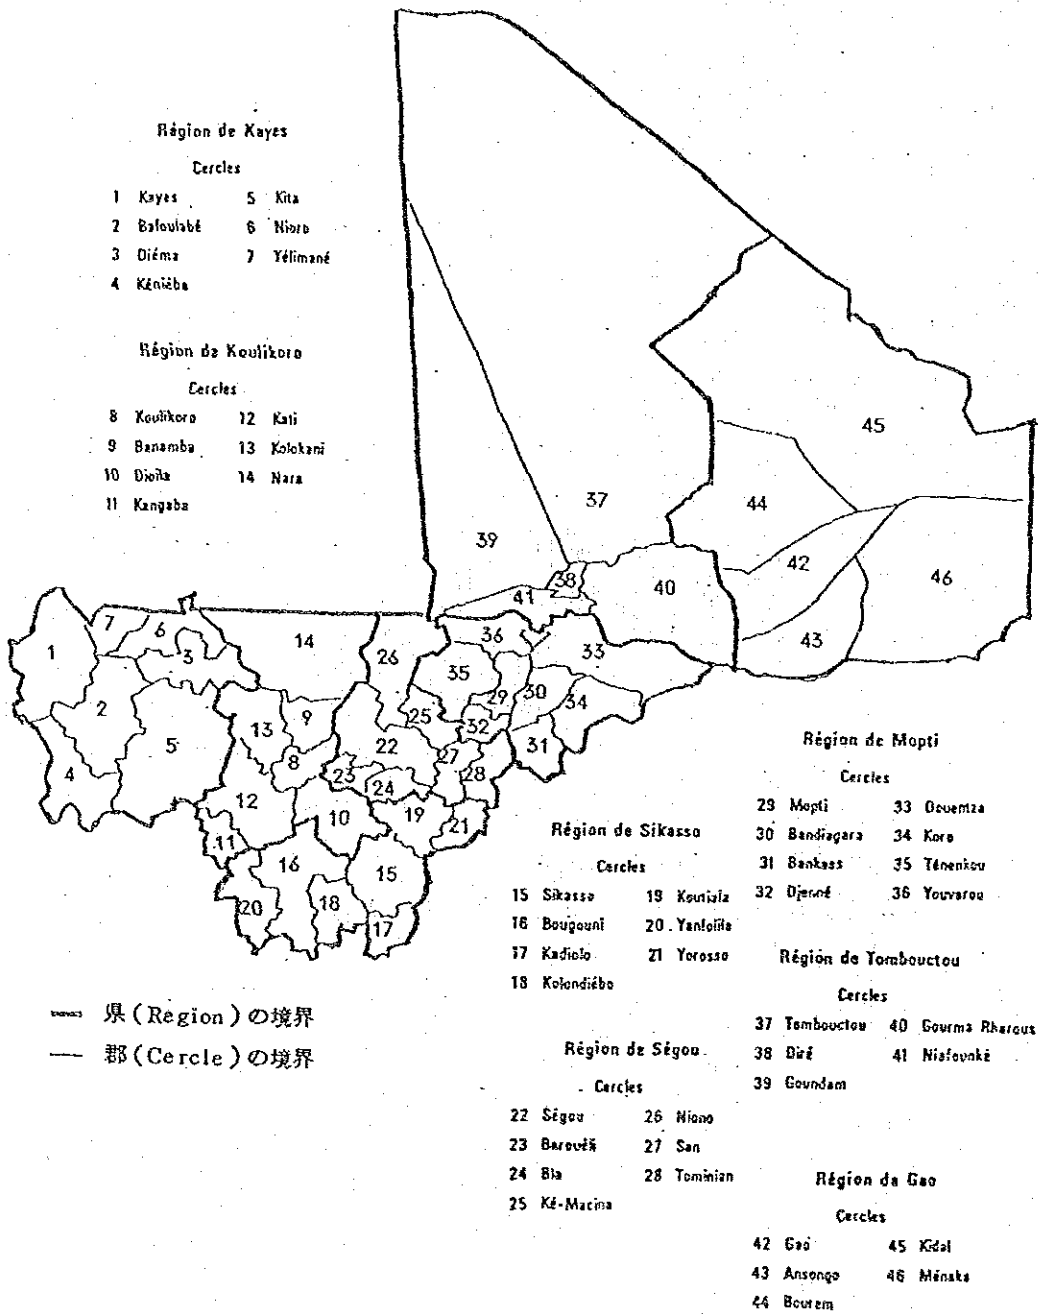 Région de Kayes
Cercles
1 Kayes 5 Kita
2 Bafoulabé 6 Nioro
3 Diéma 7 Yélimané
4 Kéniéba
Région de Koulikoro
Cercles
8 Koulikoro 12 Kati
9 Banamba 13 Kolokani
10 Dioïla 14 Nara
11 Kangaba
45
37
44
39
42
38
40
46
41
7
6
36
43
1
3
14
26
33
35
29
30
2
34
25
9
13
32
5
22
31
27
8
28
4
23
24
12
10
19
21
11
16
15
18
20
17
Région de Mopti
Cercles
29 Mopti 33 Douentza
30 Bandiagara 34 Koro
31 Bankass 35 Ténenkou
32 Djenné 36 Youvarou
Région de Sikasso
Cercles
15 Sikasso 19 Koutiala
16 Bougouni 20 Yanfolila
17 Kadiolo 21 Yorosso
18 Kolondiébo
Région de Tombouctou
Cercles
37 Tombouctou 40 Gourma Rharous
38 Diré 41 Niafounké
39 Goundam
県(Region)の境界
郡(Cercle)の境界
Région de Ségou
Cercles
22 Ségou 26 Niono
23 Barouéli 27 San
24 Bla 28 Tominian
25 Ké-Macina
Région de Gao
Cercles
42 Gao 45 Kidal
43 Ansongo 46 Ménaka
44 Bourem